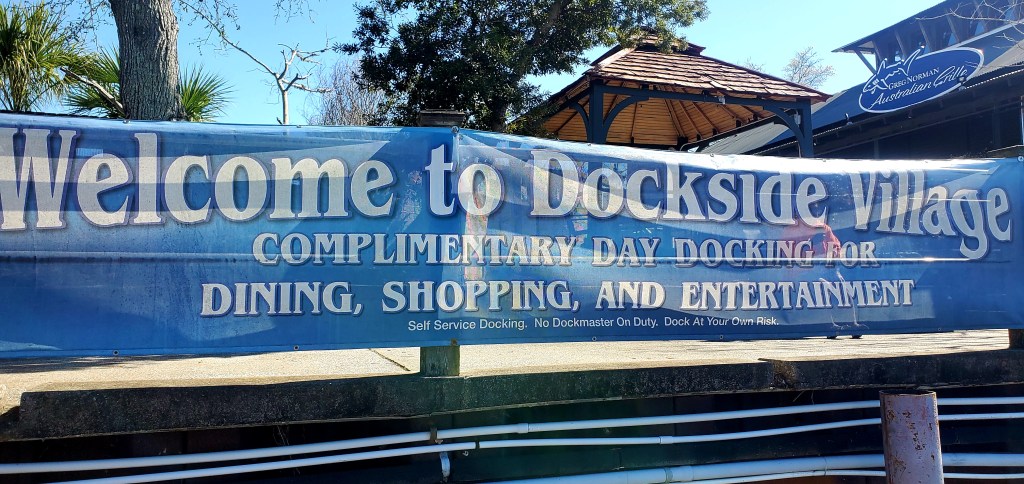 Greg Norman
Australian Grille
Welcome to Dockside Village
COMPLIMENTARY DAY DOCKING FOR
DINING, SHOPPING, AND ENTERTAINMENT
Self Service Docking. No Dockmaster On Duty. Dock At Your Own Risk.